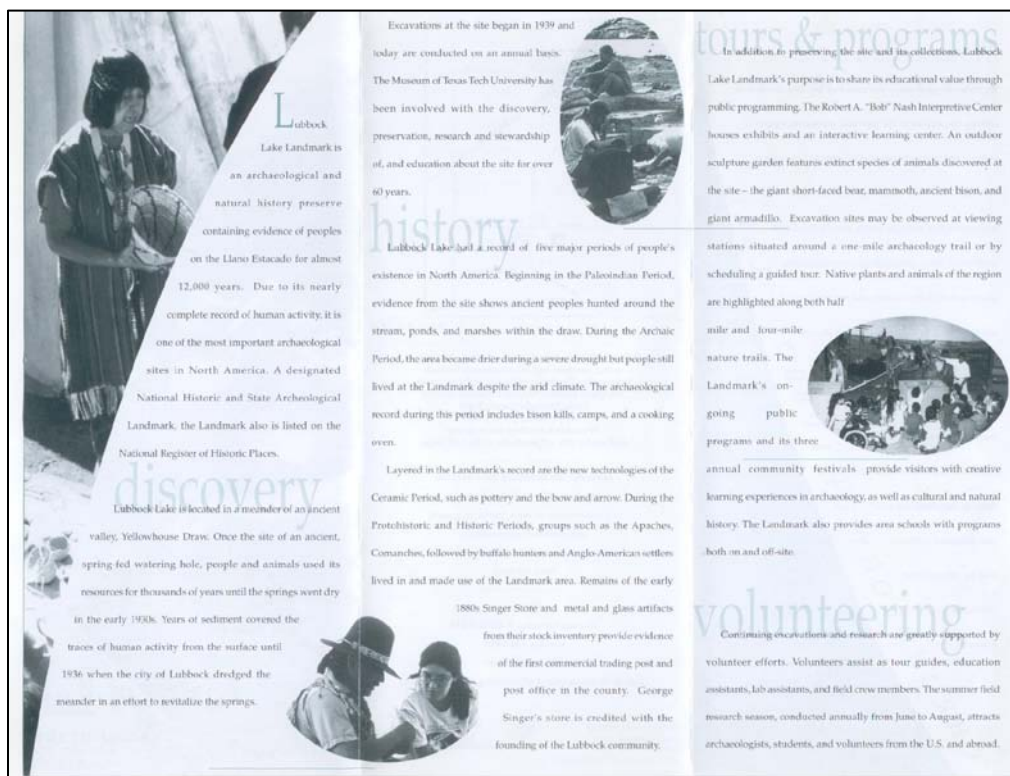 Lubbock
Lake Landmark is
an archaeological and
natural history preserve
containing evidence of peoples
on the Llano Estacado for almost
12,000 years. Due to its nearly
complete record of human activity, it is
one of the most important archaeological
sites in North America. A designated
National Historic and State Archeological
Landmark, the Landmark also is listed on the
National Register of Historic Places.
discovery
Lubbock Lake is located in a meander of an ancient
valley, Yellowhouse Draw. Once the site of an ancient,
spring-fed watering hole, people and animals used its
resources for thousands of years until the springs went dry
in the early 1930s. Years of sediment covered the
traces of human activity from the surface until
1936 when the city of Lubbock dredged the
meander in an effort to revitalize the springs.
Excavations at the site began in 1939 and
today are conducted on an annual basis.
The Museum of Texas Tech University has
been involved with the discovery,
preservation, research and stewardship
of, and education about the site for over
60 years.
history
Lubbock Lake had a record of five major periods of people's
existence in North America. Beginning in the Paleoindian Period,
evidence from the site shows ancient peoples hunted around the
stream, ponds, and marshes within the draw. During the Archaic
Period, the area became drier during a severe drought but people still
lived at the Landmark despite the arid climate. The archaeological
record during this period includes bison kills, camps, and a cooking
oven.
Layered in the Landmark's record are the new technologies of the
Ceramic Period, such as pottery and the bow and arrow. During the
Protohistoric and Historic Periods, groups such as the Apaches,
Comanches, followed by buffalo hunters and Anglo-American settlers
lived in and made use of the Landmark area. Remains of the early
1880s Singer Store and metal and glass artifacts
from their stock inventory provide evidence
of the first commercial trading post and
post office in the county. George
Singer's store is credited with the
founding of the Lubbock community.
tours & programs
In addition to preserving the site and its collections, Lubbock
Lake Landmark's purpose is to share its educational value through
public programming. The Robert A. "Bob" Nash Interpretive Center
houses exhibits and an interactive learning center. An outdoor
sculpture garden features extinct species of animals discovered at
the site – the giant short-faced bear, mammoth, ancient bison, and
giant armadillo. Excavation sites may be observed at viewing
stations situated around a one-mile archaeology trail or by
scheduling a guided tour. Native plants and animals of the region
are highlighted along both half
mile and four-mile
nature trails. The
Landmark's on-
going public
programs and its three
annual community festivals provide visitors with creative
learning experiences in archaeology, as well as cultural and natural
history. The Landmark also provides area schools with programs
both on and off-site.
volunteering
Continuing excavations and research are greatly supported by
volunteer efforts. Volunteers assist as tour guides, education
assistants, lab assistants, and field crew members. The summer field
research season, conducted annually from June to August, attracts
archaeologists, students, and volunteers from the U.S. and abroad.